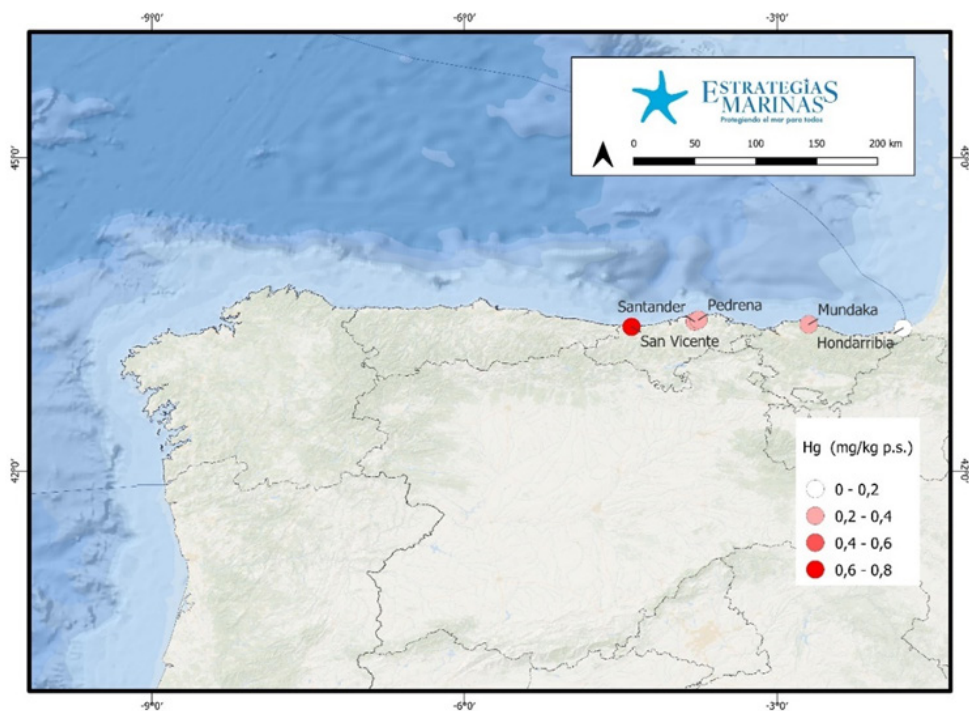 -9°0'
-6°0'
-3°0'
ESTRATEGIAS
MARINAS
Protegiendo el mar para todos
0 50 100 150 200 km
45°0'
45°0'
Santander
Pedrena
Mundaka
San Vicente
Hondarribia
Hg (mg/kg p.s.)
0 - 0,2
0,2 - 0,4
0,4 - 0,6
0,6 - 0,8
42°0'
42°0'
-9°0'
-6°0'
-3°0'